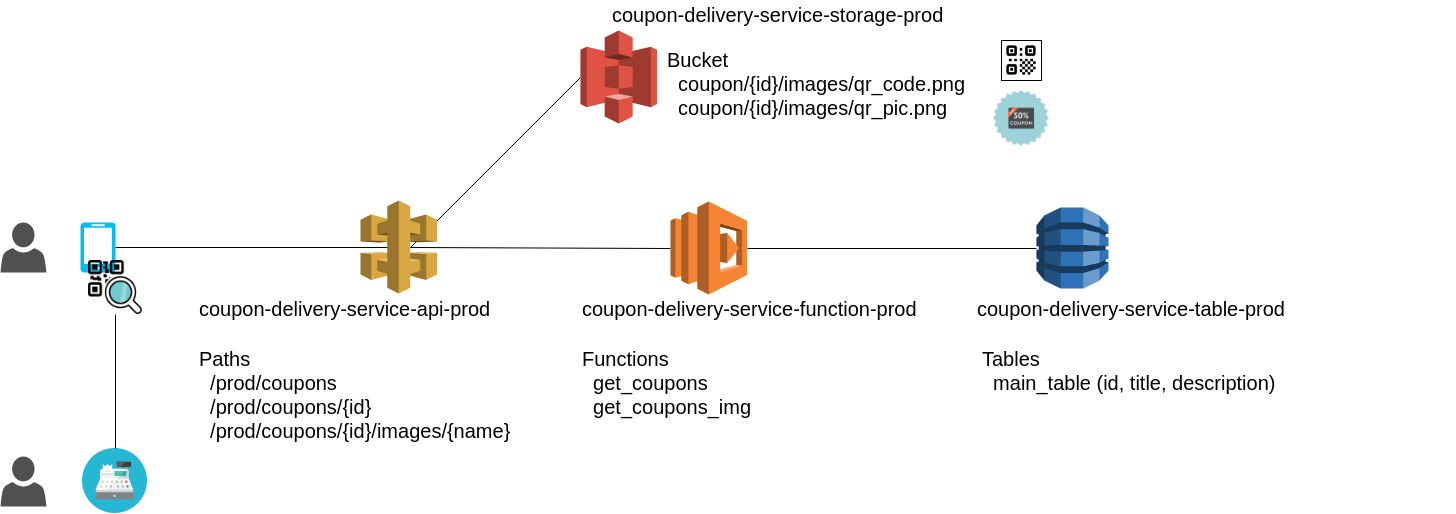 coupon-delivery-service-storage-prod
Bucket
coupon/{id}/images/qr_code.png
coupon/{id}/images/qr_pic.png
50%
COUPON
coupon-delivery-service-api-prod
Paths
/prod/coupons
/prod/coupons/{id}
/prod/coupons/{id}/images/{name}
coupon-delivery-service-function-prod
Functions
get_coupons
get_coupons_img
coupon-delivery-service-table-prod
Tables
main_table (id, title, description)